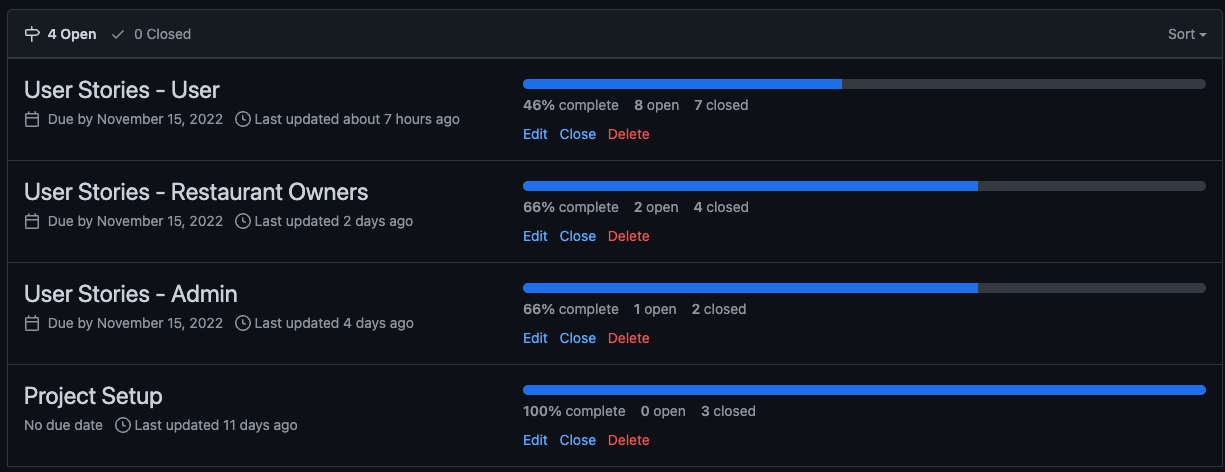 4 Open 0 Closed Sort
User Stories - User
Due by November 15, 2022 Last updated about 7 hours ago
46% complete 8 open 7 closed
Edit Close Delete
User Stories - Restaurant Owners
Due by November 15, 2022 Last updated 2 days ago
66% complete 2 open 4 closed
Edit Close Delete
User Stories - Admin
Due by November 15, 2022 Last updated 4 days ago
66% complete 1 open 2 closed
Edit Close Delete
Project Setup
No due date Last updated 11 days ago
100% complete 0 open 3 closed
Edit Close Delete